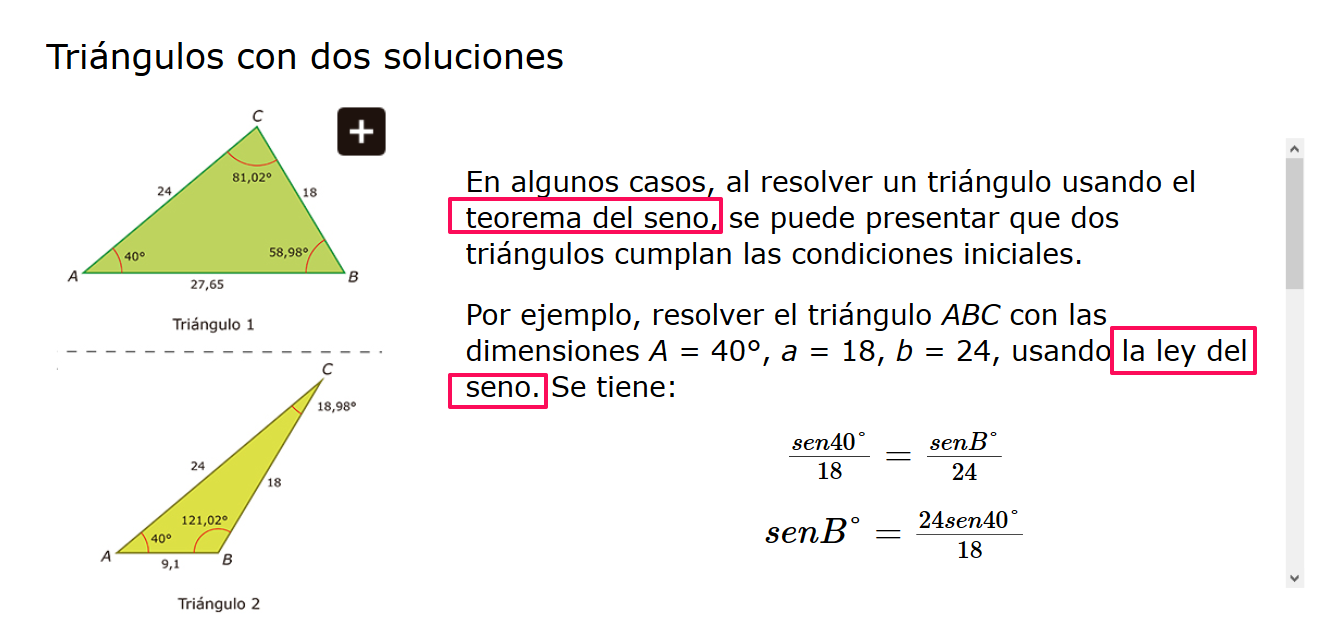 Triángulos con dos soluciones
C
81,02°
24
18
40°
58,98°
A
B
27,65
Triángulo 1
C
18,98°
24
18
121,02°
40°
A
B
9,1
Triángulo 2
En algunos casos, al resolver un triángulo usando el
teorema del seno, se puede presentar que dos
triángulos cumplan las condiciones iniciales.
Por ejemplo, resolver el triángulo ABC con las
dimensiones A = 40°, a = 18, b = 24, usando la ley del
seno. Se tiene:
sen40°/18 = senB°/24
senB° = 24sen40°/18